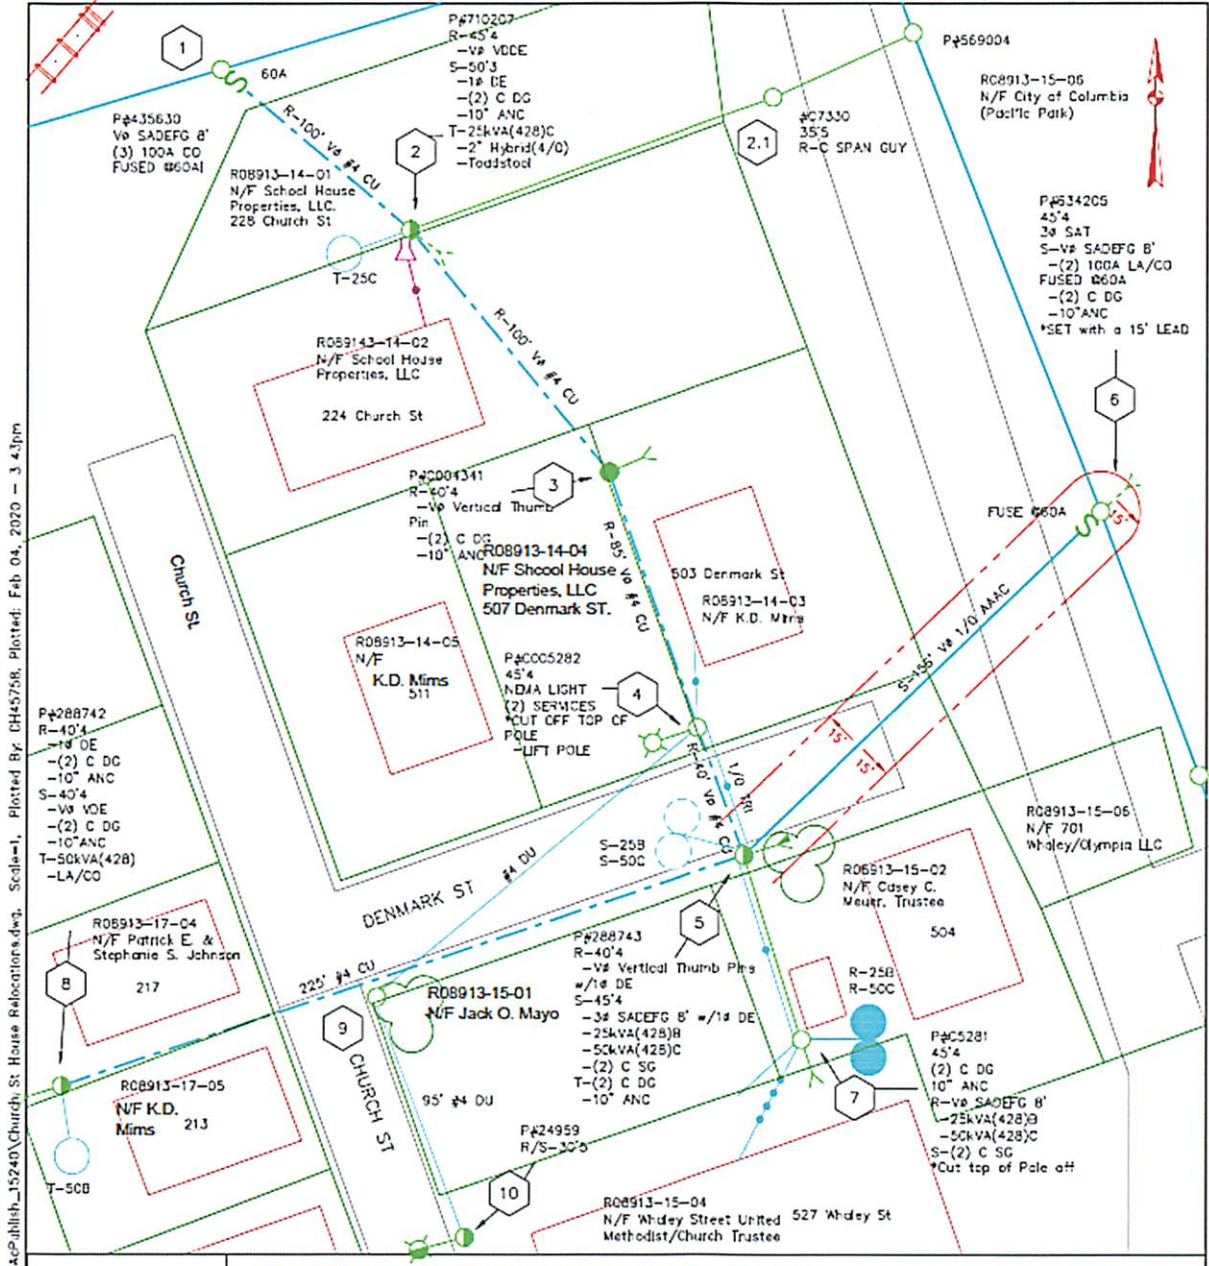 1
60A
P#435630
VØ SADEFG 8'
(3) 100A CO
FUSED @60A
R-100' VØ #4 CU
P#710207
R-45'4
-VØ VDDE
S-50'3
-1Ø DE
-(2) C DG
-10" ANC
T-25kVA(428)C
-2" Hybrid(4/0)
-Toadstool
2
P#569004
2.1
#C7330
35'5
R-C SPAN GUY
R08913-15-06
N/F City of Columbia
(Pacific Park)
R08913-14-01
N/F School House
Properties, LLC.
228 Church St
T-25C
P#634205
45'4
3Ø SAT
S-VØ SADEFG 8'
-(2) 100A LA/CO
FUSED @60A
-(2) C DG
-10"ANC
*SET with a 15' LEAD
6
R-100' VØ #4 CU
R089143-14-02
N/F School House
Properties, LLC
224 Church St
P#C004341
R-40'4
-VØ Vertical Thumb
Pin
-(2) C DG
-10" ANC
3
FUSE @60A
15'
R08913-14-04
N/F Shcool House
Properties, LLC
507 Denmark ST.
R-85' VØ #4 CU
503 Denmark St
R08913-14-03
N/F K.D. Mims
S-166' VØ 1/0 AAAC
Church St.
R08913-14-05
N/F
K.D. Mims
511
P#CCC5282
45'4
NEMA LIGHT
(2) SERVICES
*CUT OFF TOP OF
POLE
-LIFT POLE
4
R-40' VØ #4 CU
1/0 TRI
15'
15'
P#288742
R-40'4
-1Ø DE
-(2) C DG
-10" ANC
S-40'4
-VØ VDE
-(2) C DG
-10"ANC
T-50kVA(428)
-LA/CO
R08913-15-06
N/F 701
Whaley/Olympia LLC
S-25B
S-50C
DENMARK ST
#4 DU
R08913-15-02
N/F Casey C.
Meuer, Trustee
504
5
R08913-17-04
N/F Patrick E. &
Stephanie S. Johnson
217
8
225' #4 CU
P#288743
R-40'4
-VØ Vertical Thumb Pins
w/1Ø DE
S-45'4
-3Ø SADEFG 8' w/1Ø DE
-25kVA(428)B
-50kVA(428)C
-(2) C SG
T-(2) C DG
-10" ANC
R-25B
R-50C
R08913-15-01
N/F Jack O. Mayo
9
CHURCH ST
P#C5281
45'4
(2) C DG
10" ANC
R-VØ SADEFG 8'
-25kVA(428)B
-50kVA(428)C
S-(2) C SG
*Cut top of Pole off
7
R08913-17-05
N/F K.D.
Mims
213
95' #4 DU
P#24959
R/S-30'5
T-50B
10
R08913-15-04
N/F Whaley Street United
Methodist/Church Trustee
527 Whaley St
AcPublish_15240\Church St House Relocations.dwg, Scale=1, Plotted By: CH45758, Plotted: Feb 04, 2020 - 3:43pm